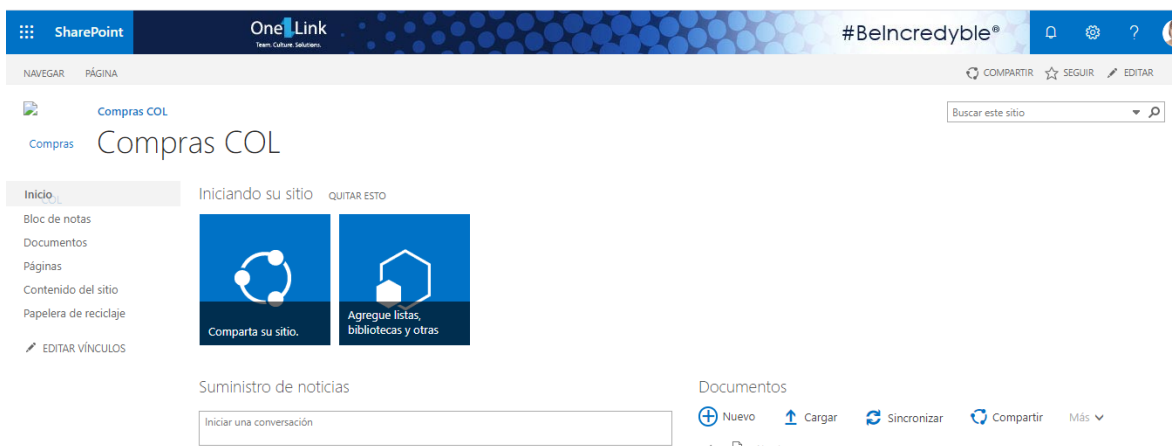 SharePoint
One1Link
Team. Culture. Solutions.
#BeIncredyble®
?
NAVEGAR PÁGINA
COMPARTIR SEGUIR EDITAR
Compras COL
Buscar este sitio
Compras
Compras COL
Inicio
COL
Iniciando su sitio QUITAR ESTO
Bloc de notas
Documentos
Páginas
Contenido del sitio
Papelera de reciclaje
EDITAR VÍNCULOS
Comparta su sitio.
Agregue listas,
bibliotecas y otras
Suministro de noticias
Iniciar una conversación
Documentos
Nuevo Cargar Sincronizar Compartir Más